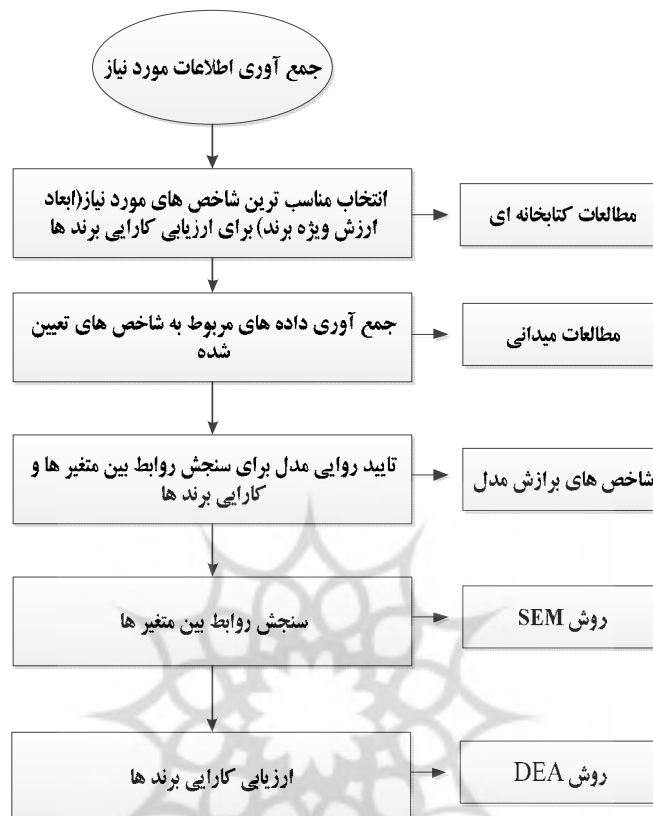 جمع آوری اطلاعات مورد نیاز
انتخاب مناسب ترین شاخص های مورد نیاز(ابعاد
ارزش ویژه برند) برای ارزیابی کارایی برند ها
مطالعات کتابخانه ای
جمع آوری داده های مربوط به شاخص های تعیین
شده
مطالعات میدانی
تایید روایی مدل برای سنجش روابط بین متغیر ها و
کارایی برند ها
شاخص های برازش مدل
سنجش روابط بین متغیر ها
روش SEM
ارزیابی کارایی برند ها
روش DEA